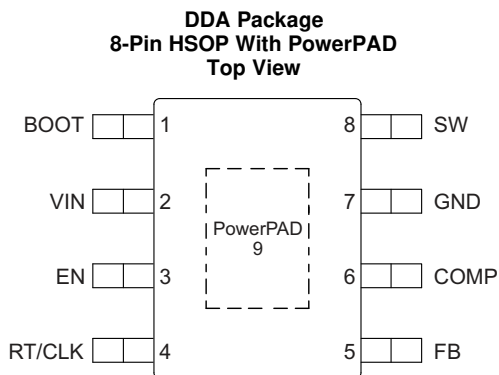 DDA Package
8-Pin HSOP With PowerPAD
Top View
BOOT 1 8 SW
VIN 2 7 GND
PowerPAD
9
EN 3 6 COMP
RT/CLK 4 5 FB